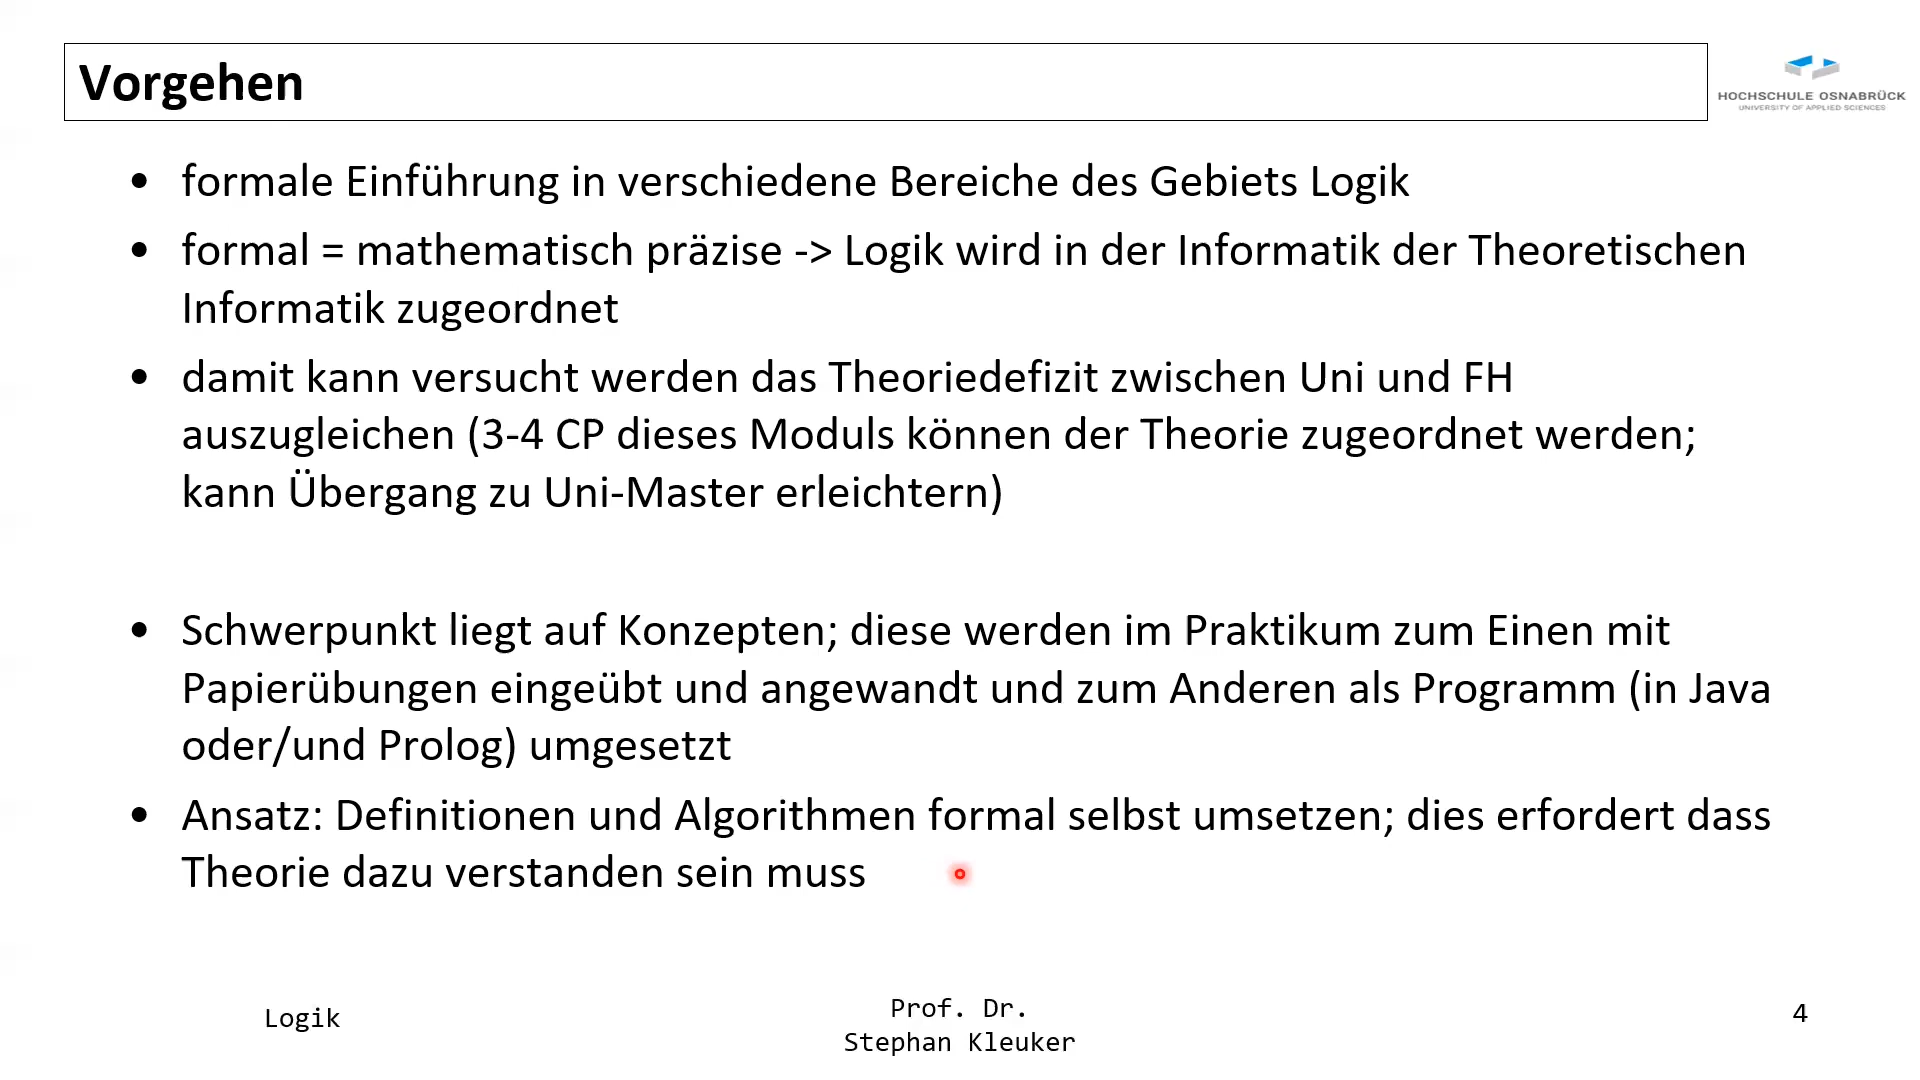 Vorgehen
HOCHSCHULE OSNABRÜCK
UNIVERSITY OF APPLIED SCIENCES
• formale Einführung in verschiedene Bereiche des Gebiets Logik
• formal = mathematisch präzise -> Logik wird in der Informatik der Theoretischen
Informatik zugeordnet
• damit kann versucht werden das Theoriedefizit zwischen Uni und FH
auszugleichen (3-4 CP dieses Moduls können der Theorie zugeordnet werden;
kann Übergang zu Uni-Master erleichtern)
• Schwerpunkt liegt auf Konzepten; diese werden im Praktikum zum Einen mit
Papierübungen eingeübt und angewandt und zum Anderen als Programm (in Java
oder/und Prolog) umgesetzt
• Ansatz: Definitionen und Algorithmen formal selbst umsetzen; dies erfordert dass
Theorie dazu verstanden sein muss
Logik
Prof. Dr.
Stephan Kleuker
4